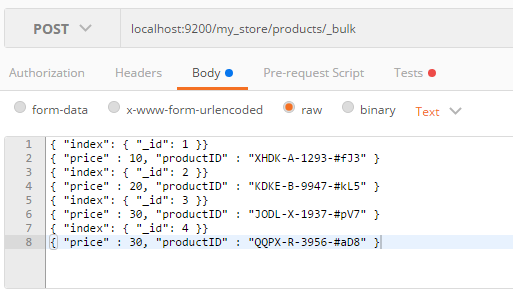 POST localhost:9200/my_store/products/_bulk
Authorization Headers Body Pre-request Script Tests
form-data x-www-form-urlencoded raw binary Text
1 { "index": { "_id": 1 }}
2 { "price" : 10, "productID" : "XHDK-A-1293-#fJ3" }
3 { "index": { "_id": 2 }}
4 { "price" : 20, "productID" : "KDKE-B-9947-#kL5" }
5 { "index": { "_id": 3 }}
6 { "price" : 30, "productID" : "JODL-X-1937-#pV7" }
7 { "index": { "_id": 4 }}
8 { "price" : 30, "productID" : "QQPX-R-3956-#aD8" }